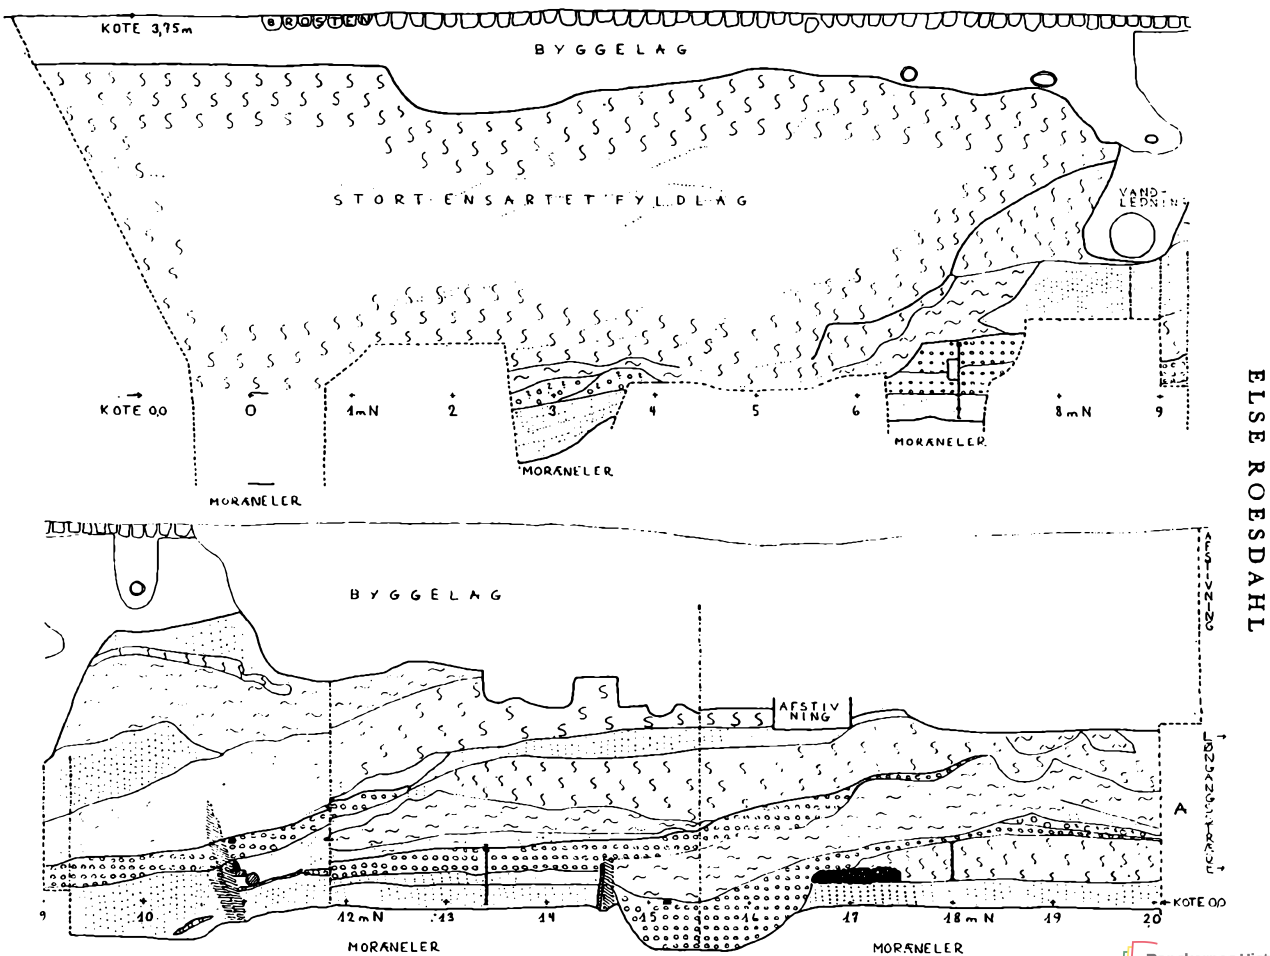 KOTE 3,75m
BROSTEN
BYGGELAG
STORT ENSARTET FYLDLAG
VAND-
LEDNING
KOTE 0,0
0
1mN
2
3
4
5
6
8mN
9
MORÆNELER
MORÆNELER
MORÆNELER
ELSE ROESDAHL
BYGGELAG
AFSTIVNING
AFSTIV
NING
A
KOTE 0,0
9
10
12mN
13
14
15
16
17
18mN
19
20
MORÆNELER
MORÆNELER